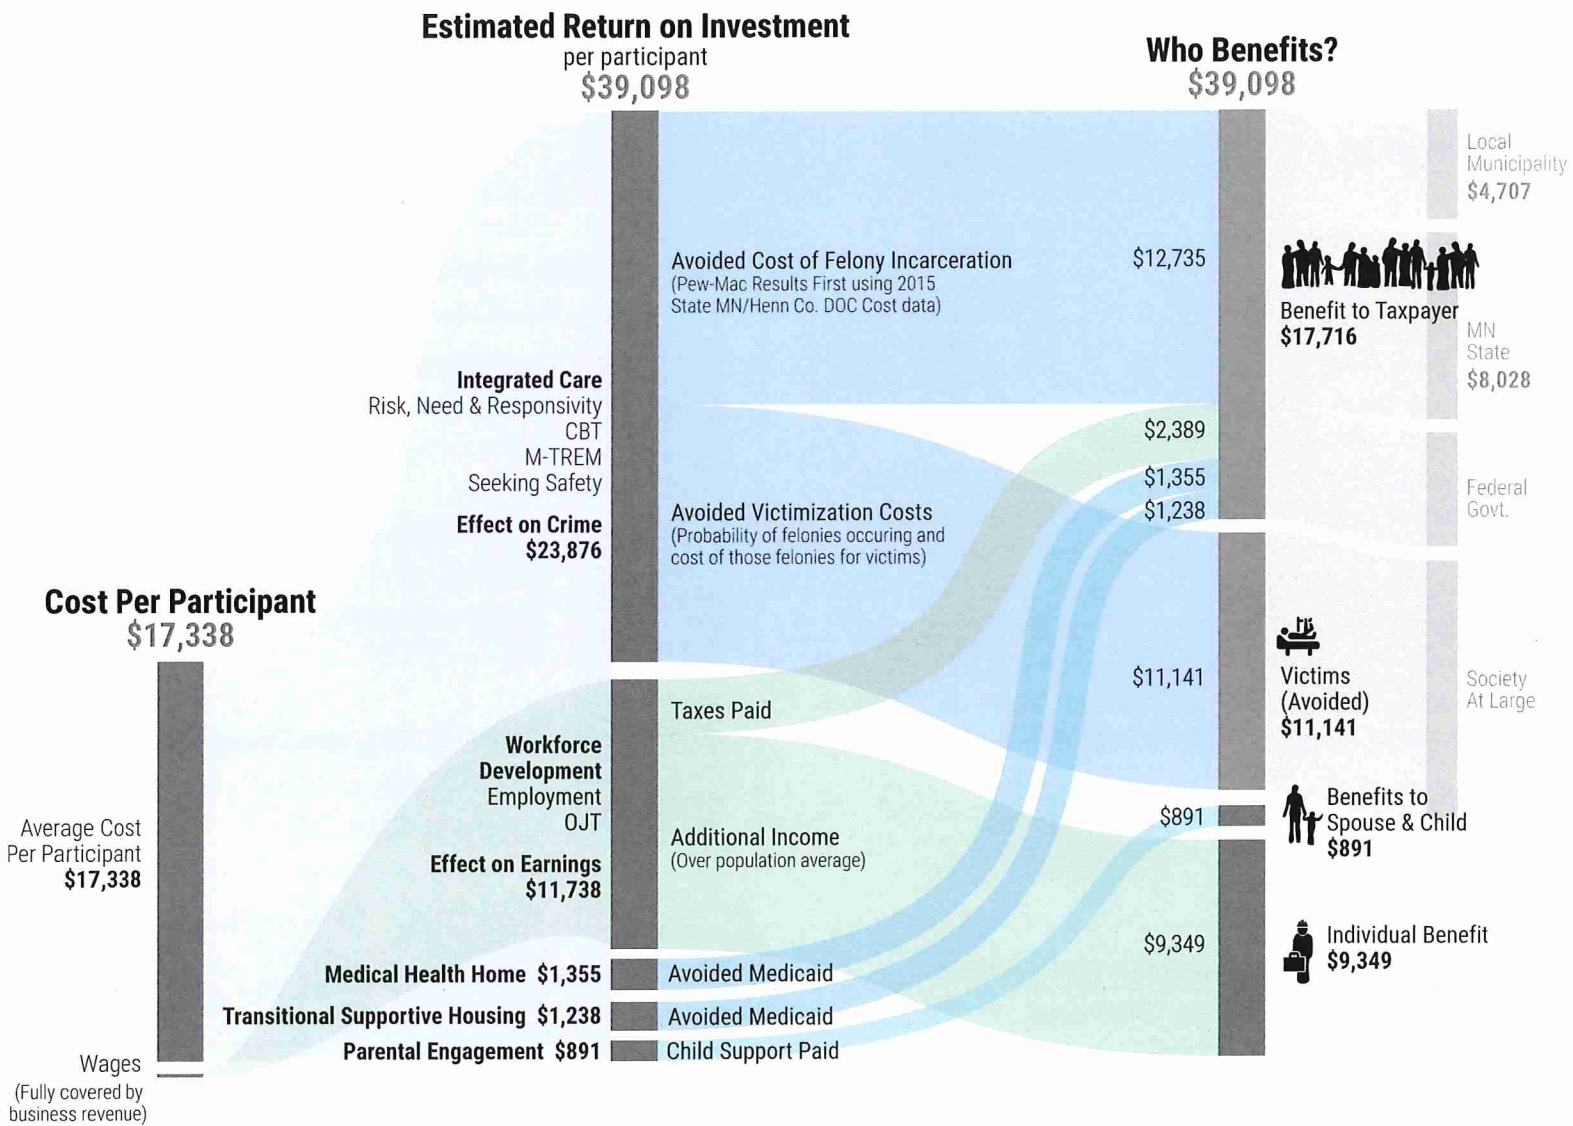 Estimated Return on Investment
per participant
$39,098
Who Benefits?
$39,098
Cost Per Participant
$17,338
Average Cost
Per Participant
$17,338
Wages
(Fully covered by
business revenue)
Integrated Care
Risk, Need & Responsivity
CBT
M-TREM
Seeking Safety
Effect on Crime
$23,876
Workforce
Development
Employment
OJT
Effect on Earnings
$11,738
Medical Health Home $1,355
Transitional Supportive Housing $1,238
Parental Engagement $891
Avoided Cost of Felony Incarceration
(Pew-Mac Results First using 2015
State MN/Henn Co. DOC Cost data)
Avoided Victimization Costs
(Probability of felonies occuring and
cost of those felonies for victims)
Taxes Paid
Additional Income
(Over population average)
Avoided Medicaid
Avoided Medicaid
Child Support Paid
$12,735
$2,389
$1,355
$1,238
$11,141
$891
$9,349
Benefit to Taxpayer
$17,716
Victims
(Avoided)
$11,141
Benefits to
Spouse & Child
$891
Individual Benefit
$9,349
Local
Municipality
$4,707
MN
State
$8,028
Federal
Govt.
Society
At Large